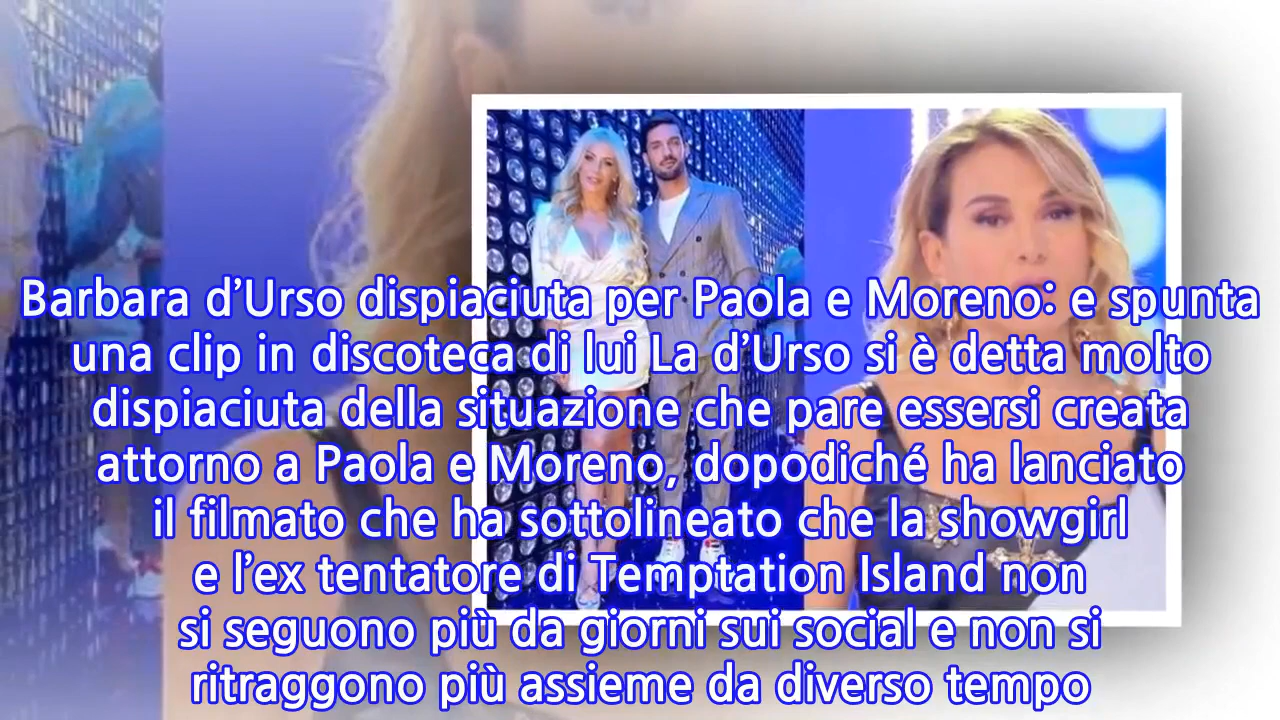 Barbara d'Urso dispiaciuta per Paola e Moreno: e spunta
una clip in discoteca di lui La d'Urso si è detta molto
dispiaciuta della situazione che pare essersi creata
attorno a Paola e Moreno, dopodiché ha lanciato
il filmato che ha sottolineato che la showgirl
e l'ex tentatore di Temptation Island non
si seguono più da giorni sui social e non si
ritraggono più assieme da diverso tempo